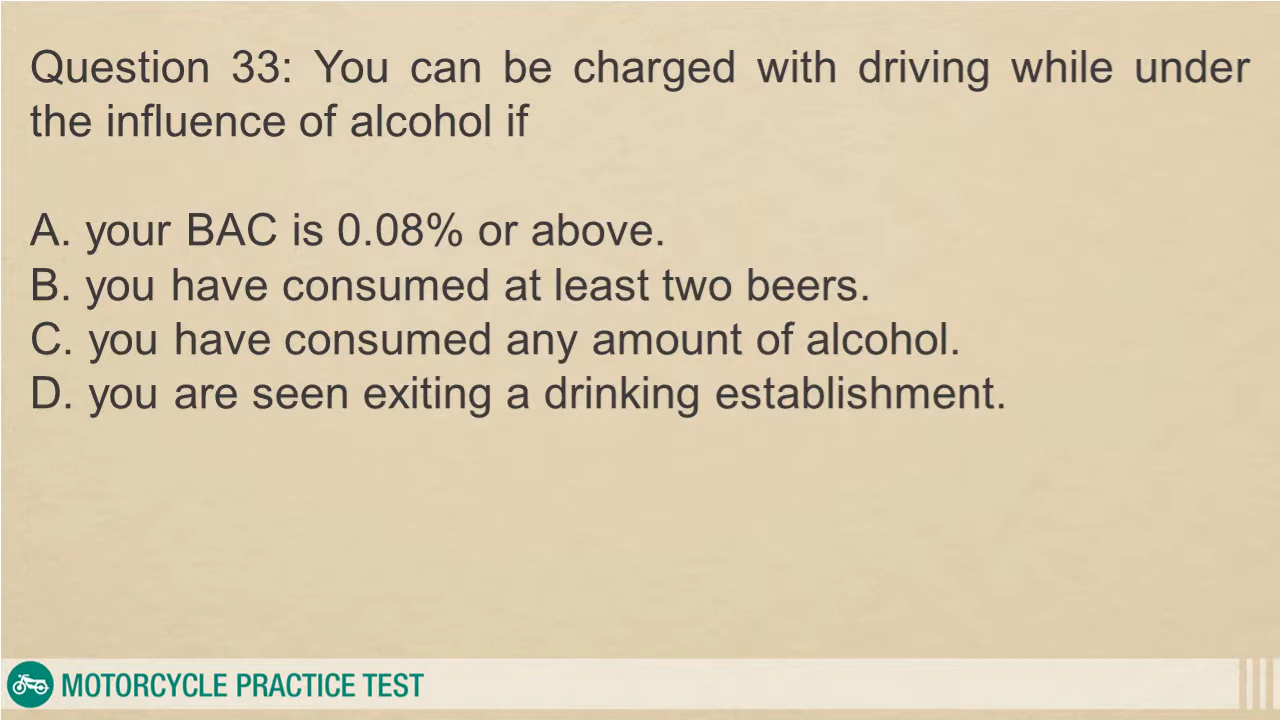 Question 33: You can be charged with driving while under
the influence of alcohol if
A. your BAC is 0.08% or above.
B. you have consumed at least two beers.
C. you have consumed any amount of alcohol.
D. you are seen exiting a drinking establishment.
MOTORCYCLE PRACTICE TEST